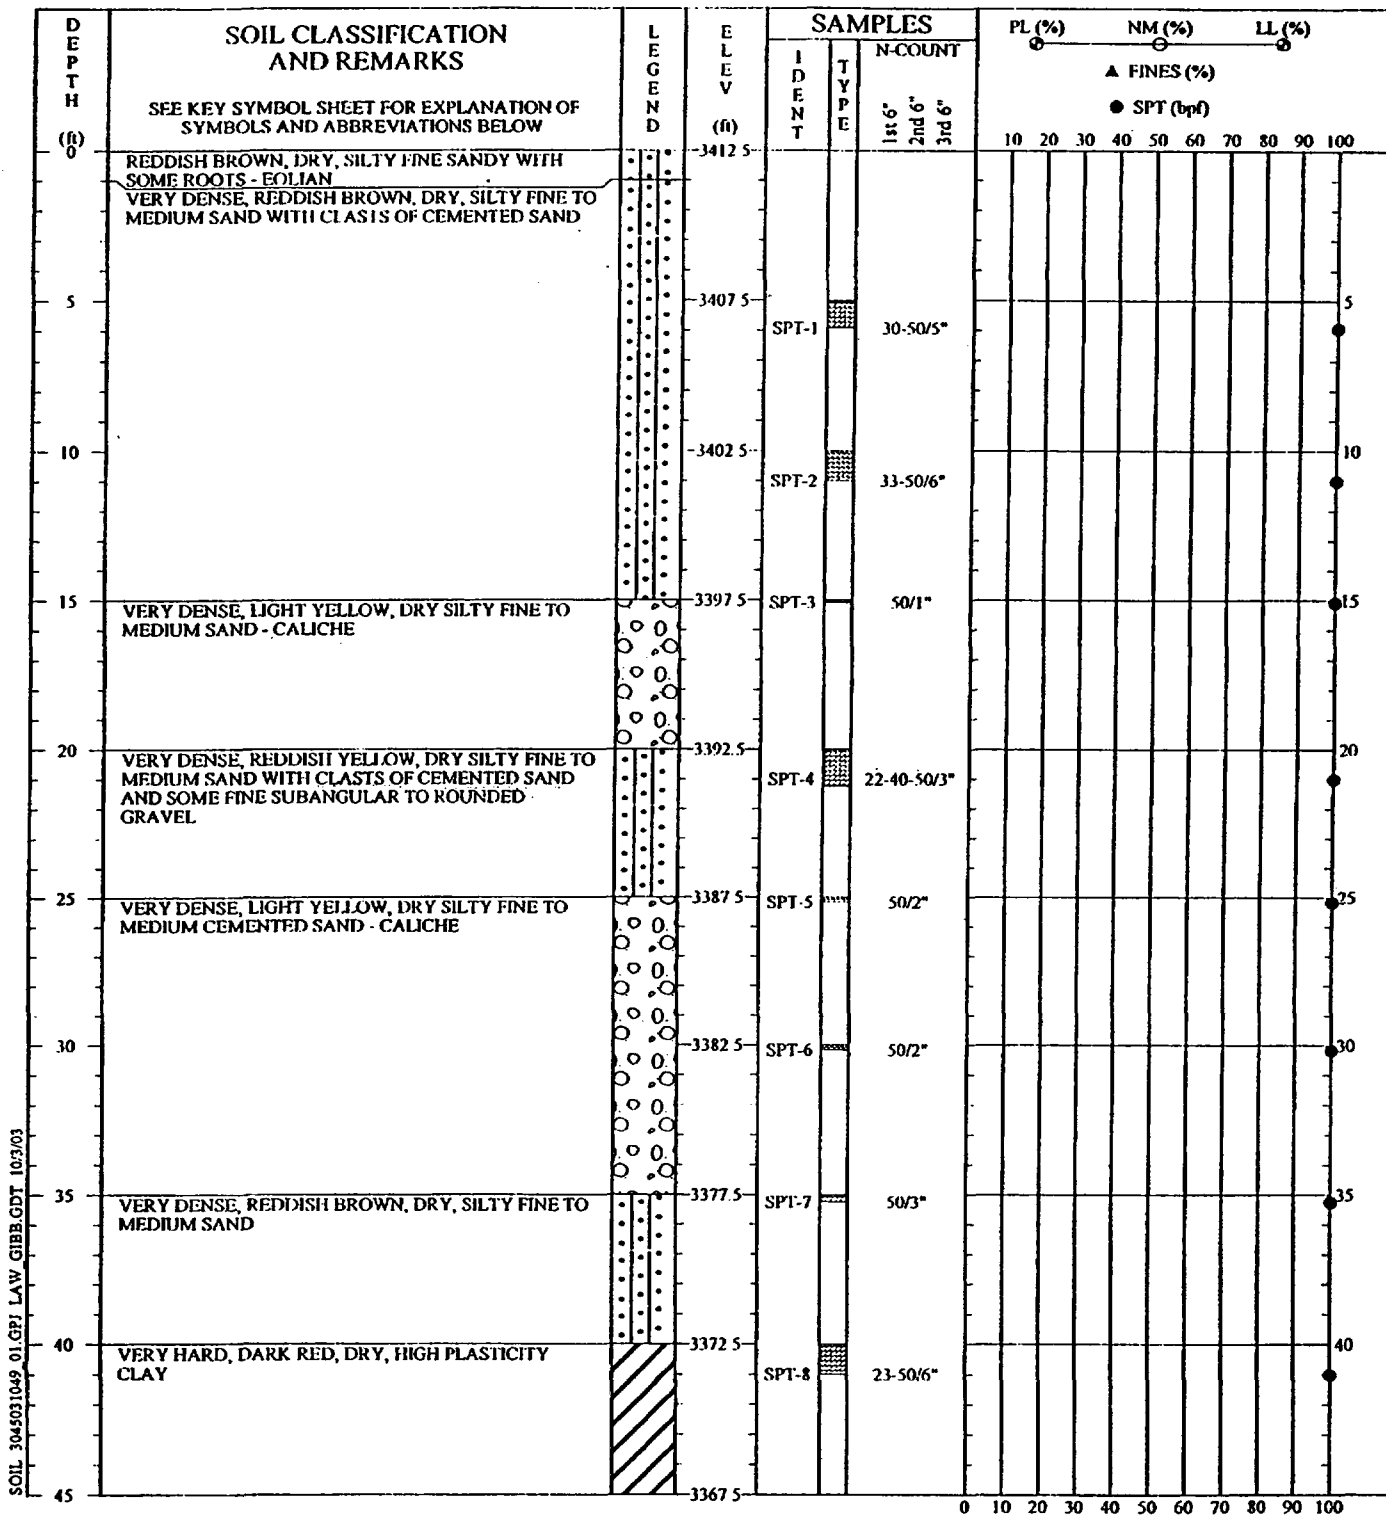 DEPTH (ft)
SOIL CLASSIFICATION
AND REMARKS
SEE KEY SYMBOL SHEET FOR EXPLANATION OF
SYMBOLS AND ABBREVIATIONS BELOW
LEGEND
ELEV (ft)
SAMPLES
IDENT
TYPE
N-COUNT
1st 6"
2nd 6"
3rd 6"
PL (%) NM (%) LL (%)
▲ FINES (%)
● SPT (bpf)
10 20 30 40 50 60 70 80 90 100
0 3412 5
REDDISH BROWN, DRY, SILTY FINE SANDY WITH
SOME ROOTS - EOLIAN
VERY DENSE, REDDISH BROWN, DRY, SILTY FINE TO
MEDIUM SAND WITH CLASTS OF CEMENTED SAND
5 3407 5 5
SPT-1 30-50/5"
10 3402 5 10
SPT-2 33-50/6"
15 3397 5 SPT-3 50/1" 15
VERY DENSE, LIGHT YELLOW, DRY SILTY FINE TO
MEDIUM SAND - CALICHE
20 3392.5 20
VERY DENSE, REDDISH YELLOW, DRY SILTY FINE TO
MEDIUM SAND WITH CLASTS OF CEMENTED SAND
AND SOME FINE SUBANGULAR TO ROUNDED
GRAVEL
SPT-4 22-40-50/3"
25 3387 5 SPT-5 50/2" 25
VERY DENSE, LIGHT YELLOW, DRY SILTY FINE TO
MEDIUM CEMENTED SAND - CALICHE
30 3382 5 SPT-6 50/2" 30
35 3377.5 SPT-7 50/3" 35
VERY DENSE, REDDISH BROWN, DRY, SILTY FINE TO
MEDIUM SAND
40 3372 5 40
VERY HARD, DARK RED, DRY, HIGH PLASTICITY
CLAY
SPT-8 23-50/6"
45 3367 5
0 10 20 30 40 50 60 70 80 90 100
SOIL 3045031049_01.GPJ LAW_GIBB.GDT 10/3/03